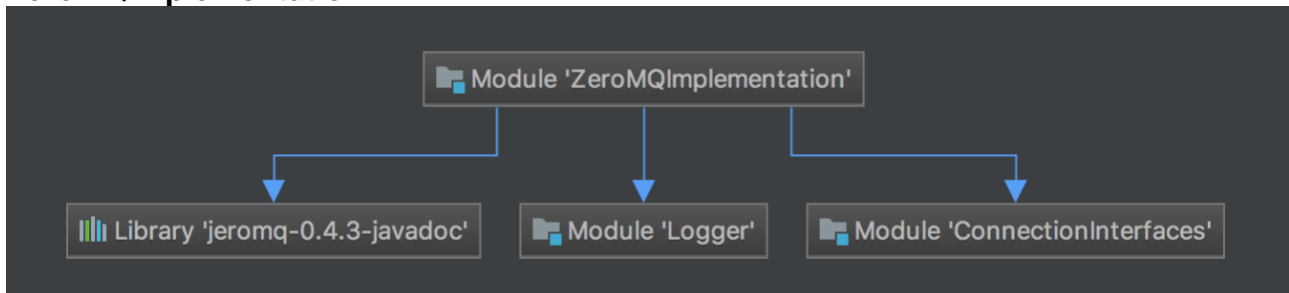 Module 'ZeroMQImplementation'
Library 'jeromq-0.4.3-javadoc'
Module 'Logger'
Module 'ConnectionInterfaces'